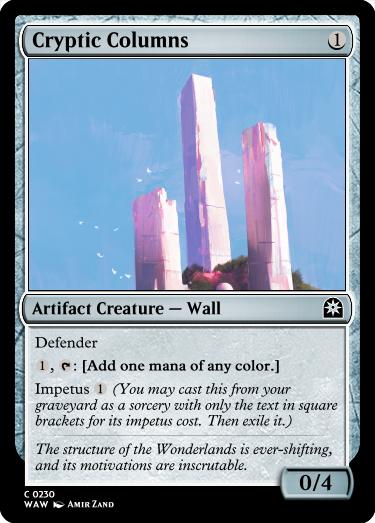 Cryptic Columns 1
Artifact Creature — Wall
Defender
1, : [Add one mana of any color.]
Impetus 1 (You may cast this from your
graveyard as a sorcery with only the text in square
brackets for its impetus cost. Then exile it.)
The structure of the Wonderlands is ever-shifting,
and its motivations are inscrutable.
0/4
C 0230
WAW Amir Zand